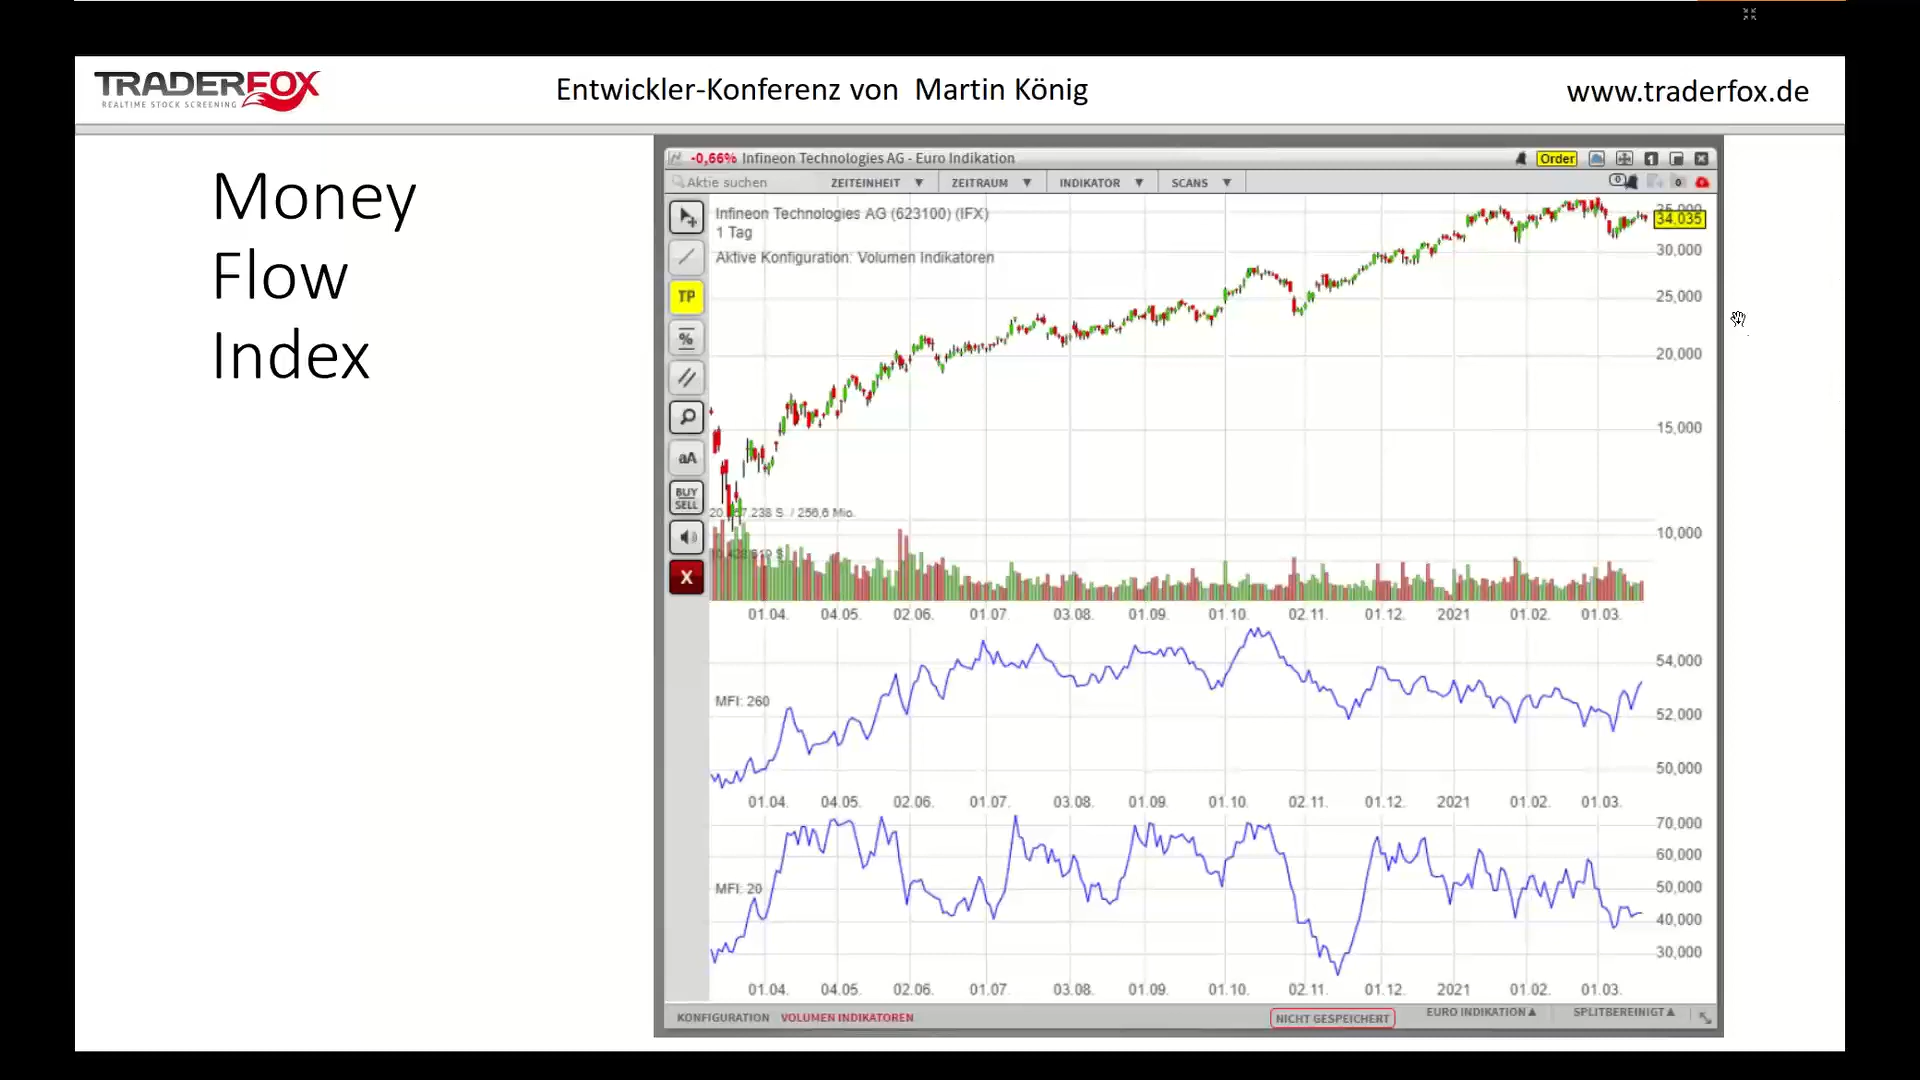 TRADERFOX
REALTIME STOCK SCREENING
Entwickler-Konferenz von Martin König
www.traderfox.de
Money
Flow
Index
-0,66% Infineon Technologies AG - Euro Indikation
Order
1
Aktie suchen
ZEITEINHEIT ▼
ZEITRAUM ▼
INDIKATOR ▼
SCANS ▼
0
0
Infineon Technologies AG (623100) (IFX)
1 Tag
Aktive Konfiguration: Volumen Indikatoren
TP
%
aA
BUY
SELL
X
34.035
30,000
25,000
20,000
15,000
10,000
S. / 256,6 Mio.
01.04. 04.05. 02.06. 01.07. 03.08. 01.09. 01.10. 02.11. 01.12. 2021 01.02. 01.03.
MFI: 260
54,000
52,000
50,000
01.04. 04.05. 02.06. 01.07. 03.08. 01.09. 01.10. 02.11. 01.12. 2021 01.02. 01.03.
MFI: 20
70,000
60,000
50,000
40,000
30,000
01.04. 04.05. 02.06. 01.07. 03.08. 01.09. 01.10. 02.11. 01.12. 2021 01.02. 01.03.
KONFIGURATION VOLUMEN INDIKATOREN
NICHT GESPEICHERT
EURO INDIKATION▲
SPLITBEREINIGT▲